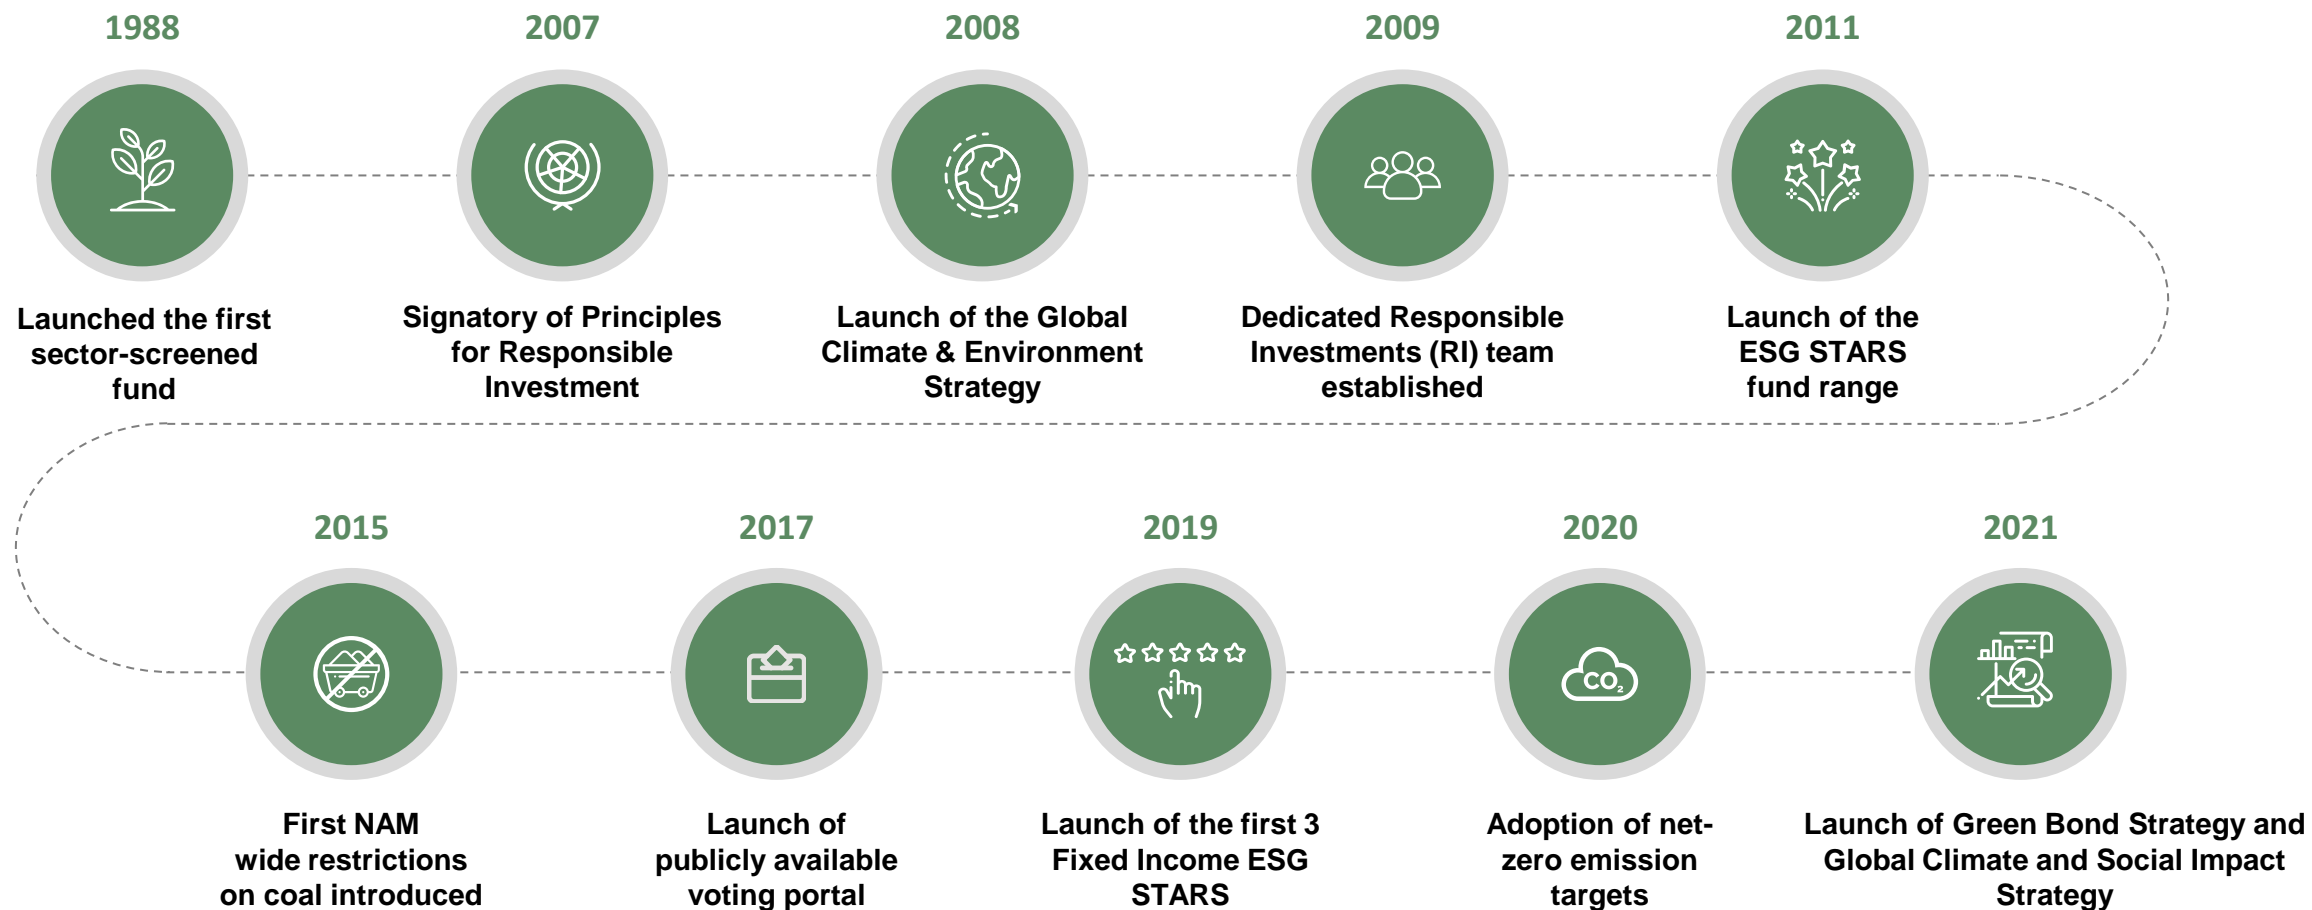 1988
Launched the first
sector-screened
fund
2007
Signatory of Principles
for Responsible
Investment
2008
Launch of the Global
Climate & Environment
Strategy
2009
Dedicated Responsible
Investments (RI) team
established
2011
Launch of the
ESG STARS
fund range
2015
First NAM
wide restrictions
on coal introduced
2017
Launch of
publicly available
voting portal
2019
Launch of the first 3
Fixed Income ESG
STARS
2020
CO₂
Adoption of net-
zero emission
targets
2021
Launch of Green Bond Strategy and
Global Climate and Social Impact
Strategy